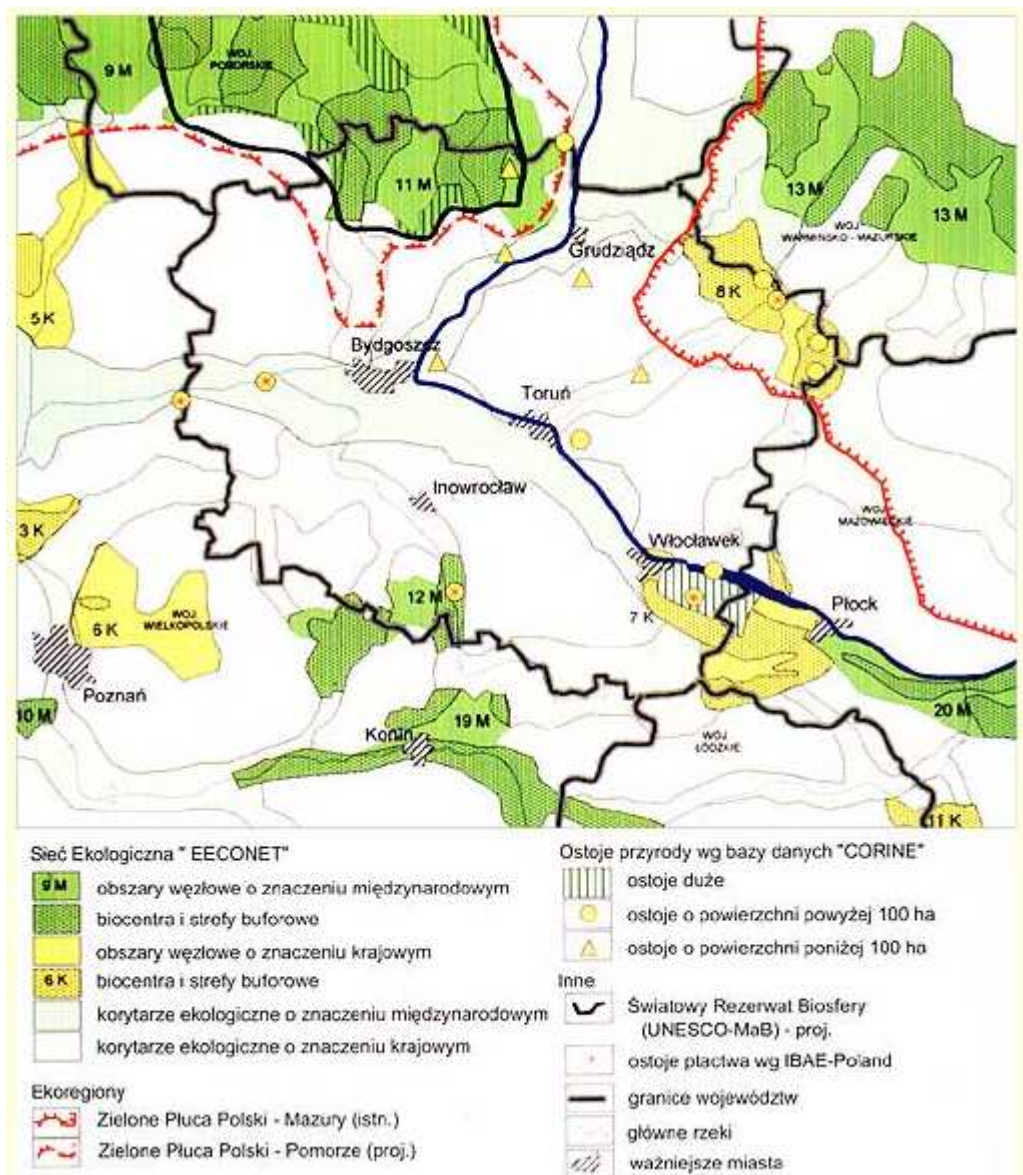 9 M
WOJ.
POMORSKIE
11 M
13 M
13 M
WOJ.
WARMIŃSKO - MAZURSKIE
Grudziądz
8 K
5 K
Bydgoszcz
Toruń
Inowrocław
3 K
WOJ.
MAZOWIECKIE
Włocławek
12 M
Płock
7 K
6 K
WOJ
WIELKOPOLSKIE
Poznań
10 M
Konin
19 M
20 M
WOJ
ŁÓDZKIE
11 K
Sieć Ekologiczna " EECONET"
9 M obszary węzłowe o znaczeniu międzynarodowym
biocentra i strefy buforowe
obszary węzłowe o znaczeniu krajowym
6 K biocentra i strefy buforowe
korytarze ekologiczne o znaczeniu międzynarodowym
korytarze ekologiczne o znaczeniu krajowym
Ekoregiony
Zielone Płuca Polski - Mazury (istn.)
Zielone Płuca Polski - Pomorze (proj.)
Ostoje przyrody wg bazy danych "CORINE"
ostoje duże
ostoje o powierzchni powyżej 100 ha
ostoje o powierzchni poniżej 100 ha
Inne
Światowy Rezerwat Biosfery
(UNESCO-MaB) - proj.
ostoje ptactwa wg IBAE-Poland
granice województw
główne rzeki
ważniejsze miasta